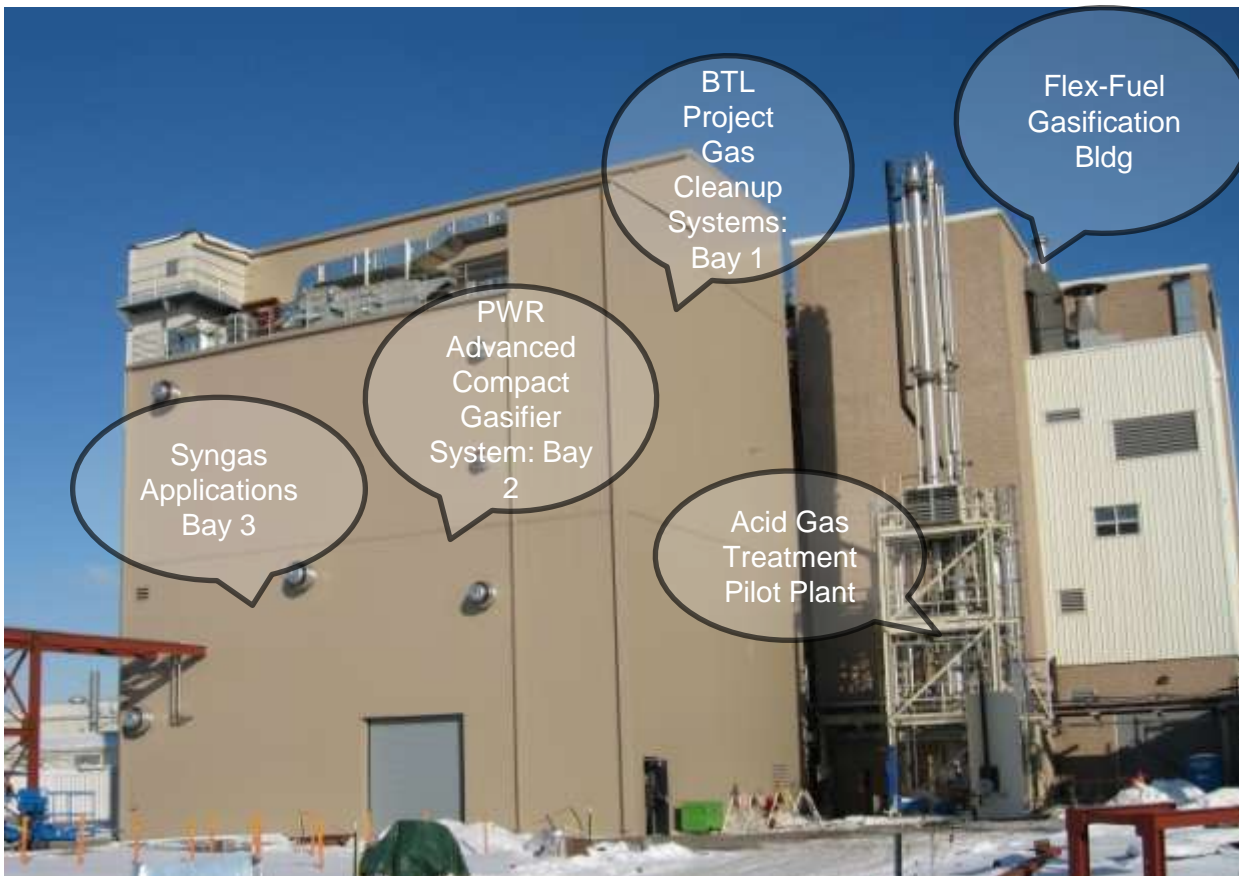 BTL
Project
Gas
Cleanup
Systems:
Bay 1
Flex-Fuel
Gasification
Bldg
PWR
Advanced
Compact
Gasifier
System: Bay
2
Syngas
Applications
Bay 3
Acid Gas
Treatment
Pilot Plant